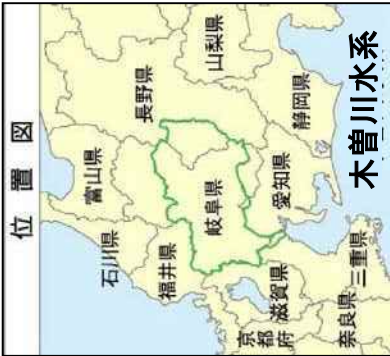 位置図
富山県
石川県
福井県
長野県
山梨県
岐阜県
静岡県
愛知県
滋賀県
京都府
三重県
奈良県
木曽川水系